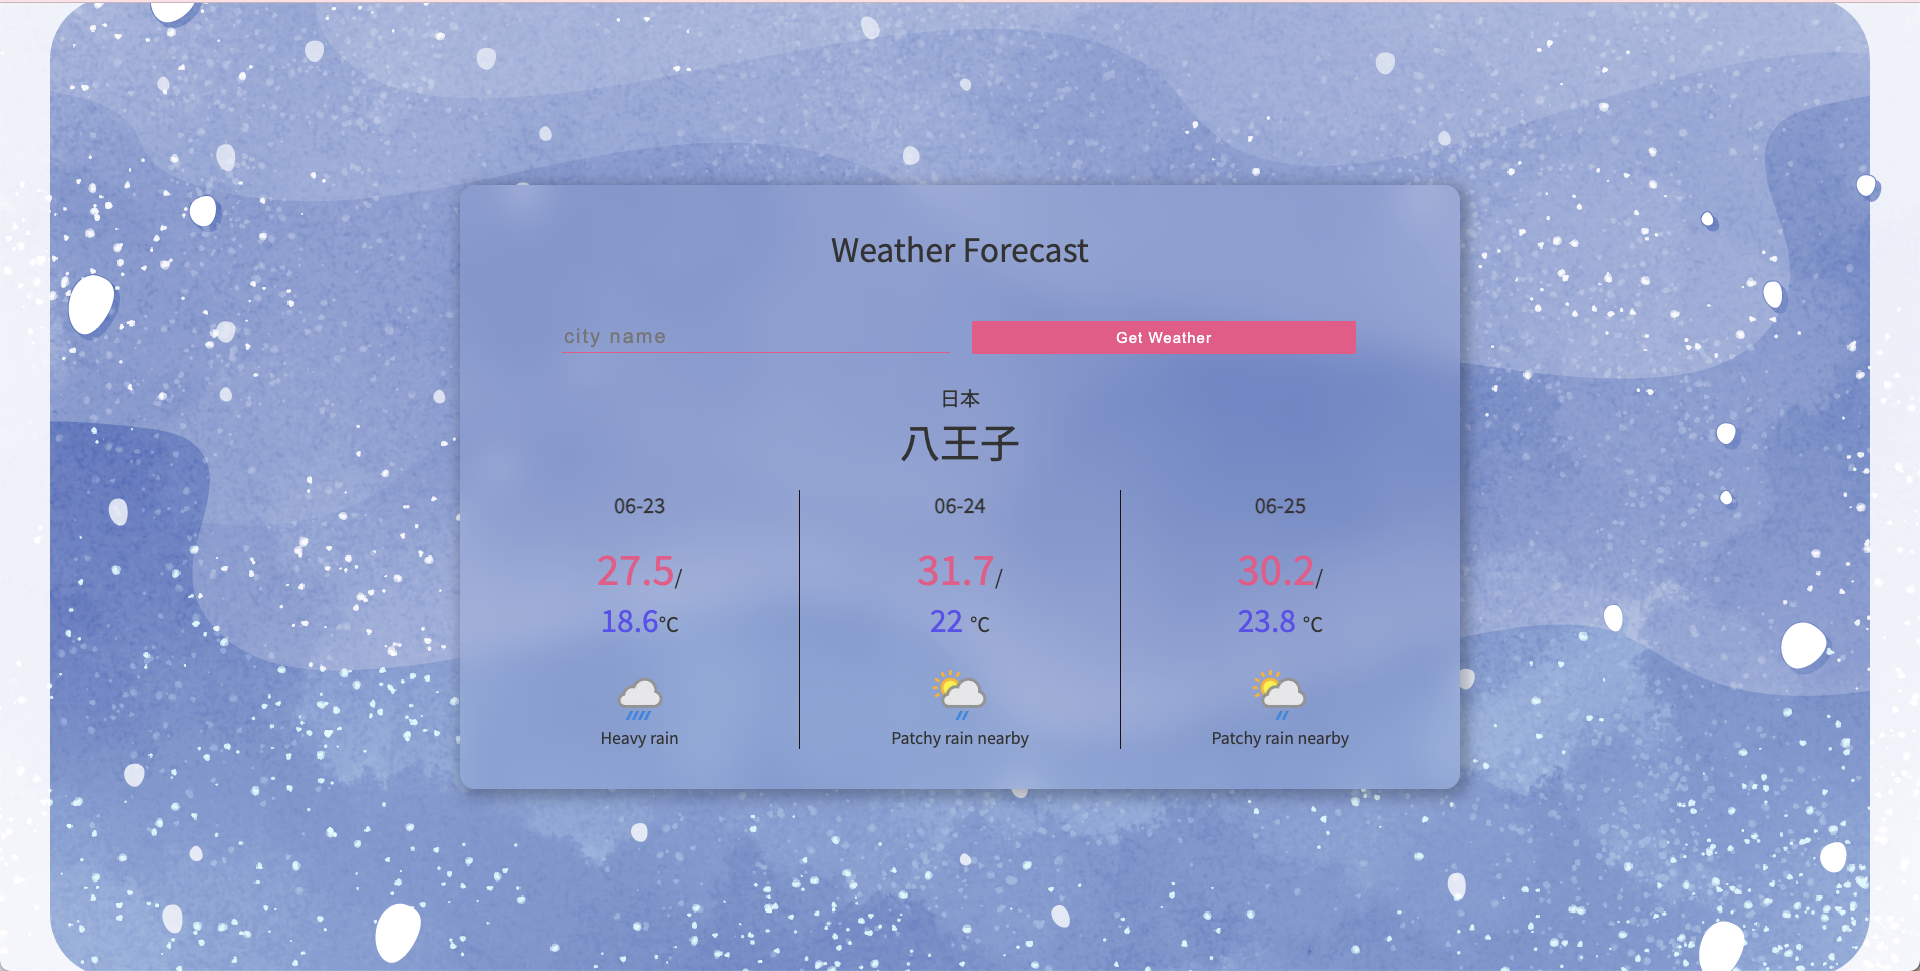 Weather Forecast
city name
Get Weather
日本
八王子
06-23
27.5/
18.6℃
Heavy rain
06-24
31.7/
22 ℃
Patchy rain nearby
06-25
30.2/
23.8 ℃
Patchy rain nearby